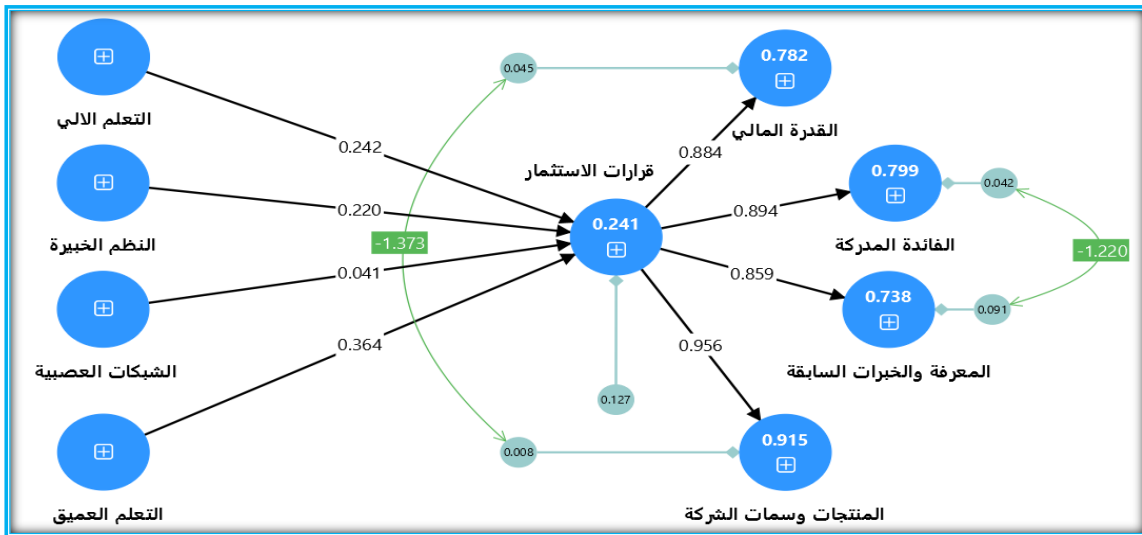 0.782
0.045
التعلم الالي
القدرة المالي
0.242
0.884
قرارات الاستثمار
0.799
0.042
0.220
0.894
النظم الخبيرة
0.241
الفائدة المدركة
-1.373
-1.220
0.041
0.859
0.738
0.091
0.364
0.956
الشبكات العصبية
المعرفة والخبرات السابقة
0.127
0.915
0.008
التعلم العميق
المنتجات وسمات الشركة